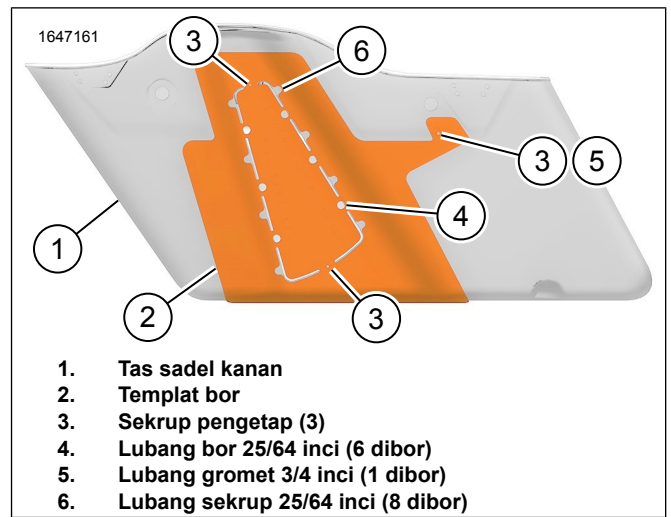 1647161
3
6
3
5
4
1
2
3
1. Tas sadel kanan
2. Templat bor
3. Sekrup pengetap (3)
4. Lubang bor 25/64 inci (6 dibor)
5. Lubang gromet 3/4 inci (1 dibor)
6. Lubang sekrup 25/64 inci (8 dibor)